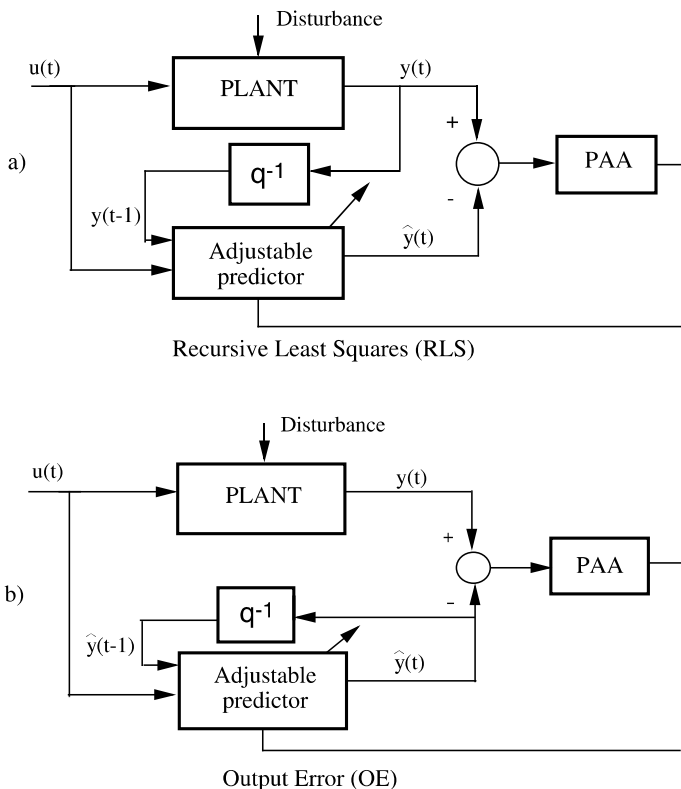 Disturbance
u(t)
PLANT
y(t)
+
a)
q-1
PAA
-
y(t-1)
Adjustable
predictor
ŷ(t)
Recursive Least Squares (RLS)
Disturbance
u(t)
PLANT
y(t)
+
PAA
b)
q-1
−
ŷ(t-1)
Adjustable
predictor
ŷ(t)
Output Error (OE)